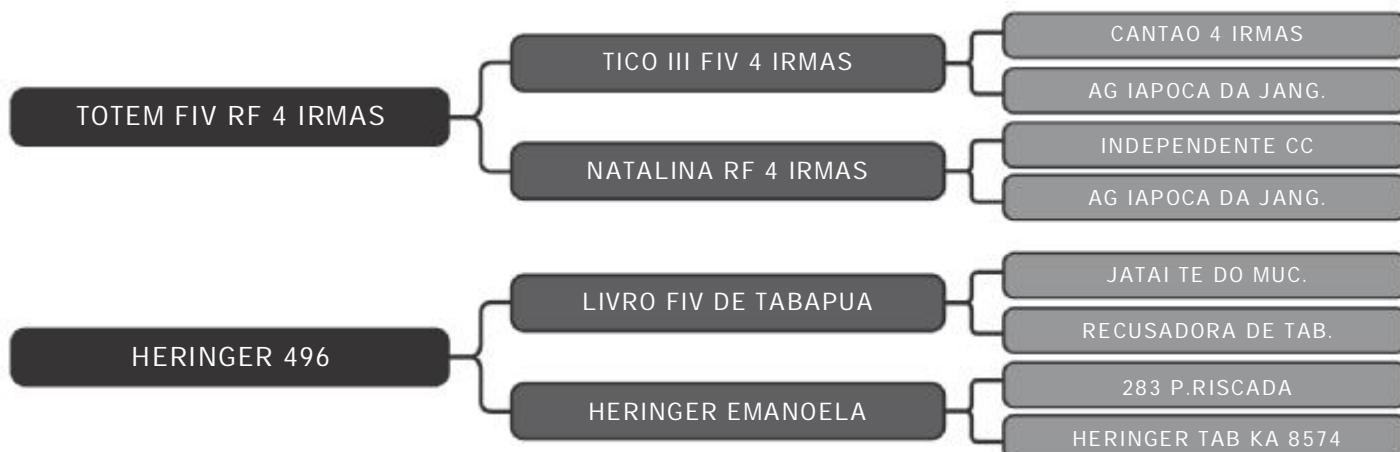 TOTEM FIV RF 4 IRMAS
TICO III FIV 4 IRMAS
CANTAO 4 IRMAS
AG IAPOCA DA JANG.
NATALINA RF 4 IRMAS
INDEPENDENTE CC
AG IAPOCA DA JANG.
HERINGER 496
LIVRO FIV DE TABAPUA
JATAI TE DO MUC.
RECUSADORA DE TAB.
HERINGER EMANOELA
283 P.RISCADA
HERINGER TAB KA 8574